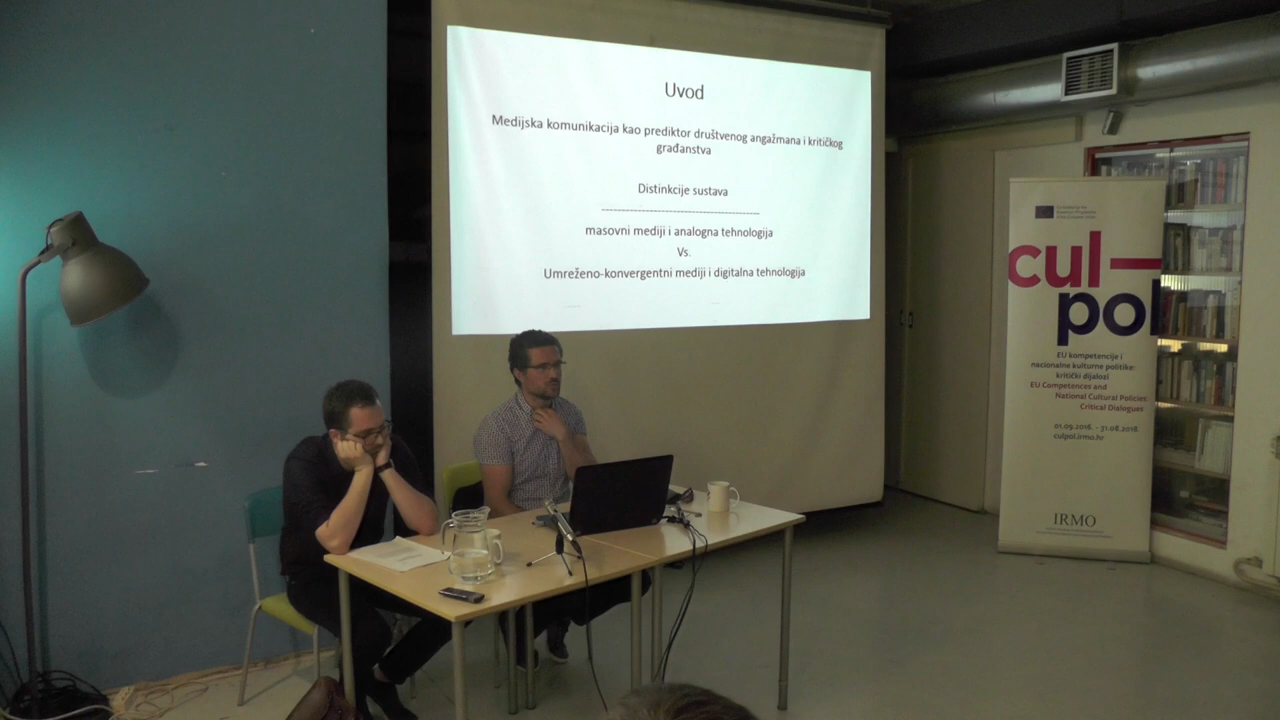 Uvod
Medijska komunikacija kao prediktor društvenog angažmana i kritičkog
građanstva
Distinkcije sustava
masovni mediji i analogna tehnologija
Vs.
Umreženo-konvergentni mediji i digitalna tehnologija
cul—
pol
EU kompetencije i
nacionalne kulturne politike:
kritički dijalozi
EU Competences and
National Cultural Policies
Critical Dialogues
01.09.2016. - 31.08.2018
culpol.irmo.hr
IRMO